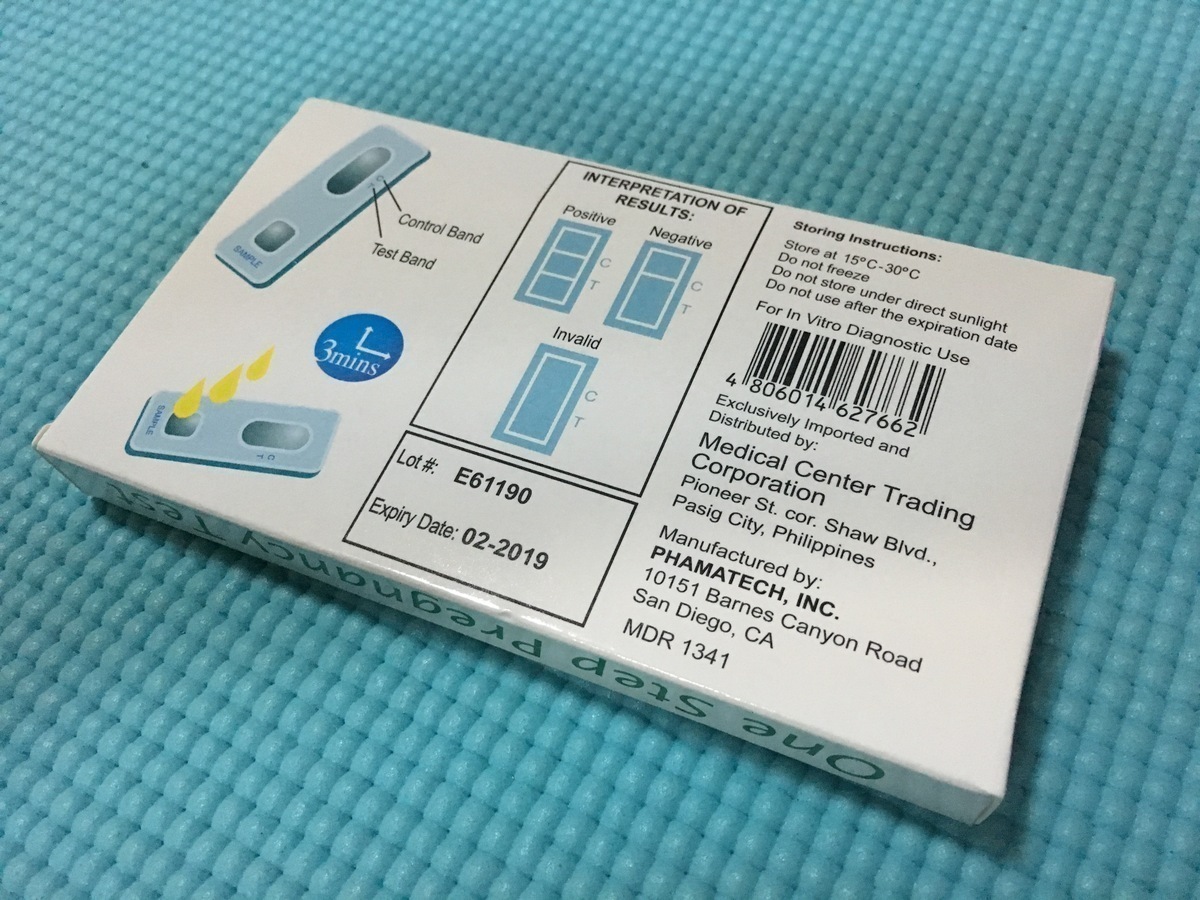 SAMPLE
C
T
Control Band
Test Band
3mins
SAMPLE
C
T
INTERPRETATION OF
RESULTS:
Positive
C
T
Negative
C
T
Invalid
C
T
Lot #: E61190
Expiry Date: 02-2019
Storing Instructions:
Store at 15°C-30°C
Do not freeze
Do not store under direct sunlight
Do not use after the expiration date
For In Vitro Diagnostic Use
4 806014 627662
Exclusively Imported and
Distributed by:
Medical Center Trading
Corporation
Pioneer St. cor. Shaw Blvd.,
Pasig City, Philippines
Manufactured by:
PHAMATECH, INC.
10151 Barnes Canyon Road
San Diego, CA
MDR 1341
One Step Pregnancy Test